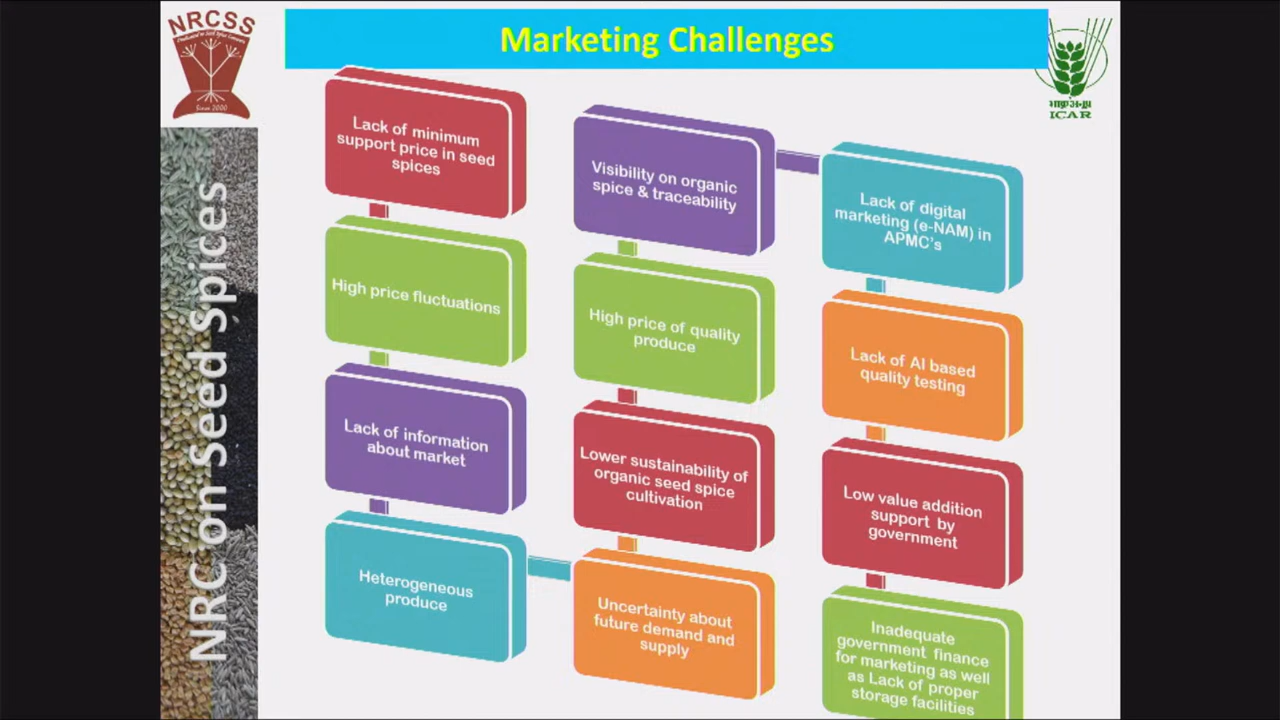 NRCSS
Since 2000
Marketing Challenges
ICAR
NRC on Seed Spices
Lack of minimum
support price in seed
spices
High price fluctuations
Lack of information
about market
Heterogeneous
produce
Visibility on organic
spice & traceability
High price of quality
produce
Lower sustainability of
organic seed spice
cultivation
Uncertainty about
future demand and
supply
Lack of digital
marketing (e-NAM) in
APMC's
Lack of AI based
quality testing
Low value addition
support by
government
Inadequate
government finance
for marketing as well
as Lack of proper
storage facilities